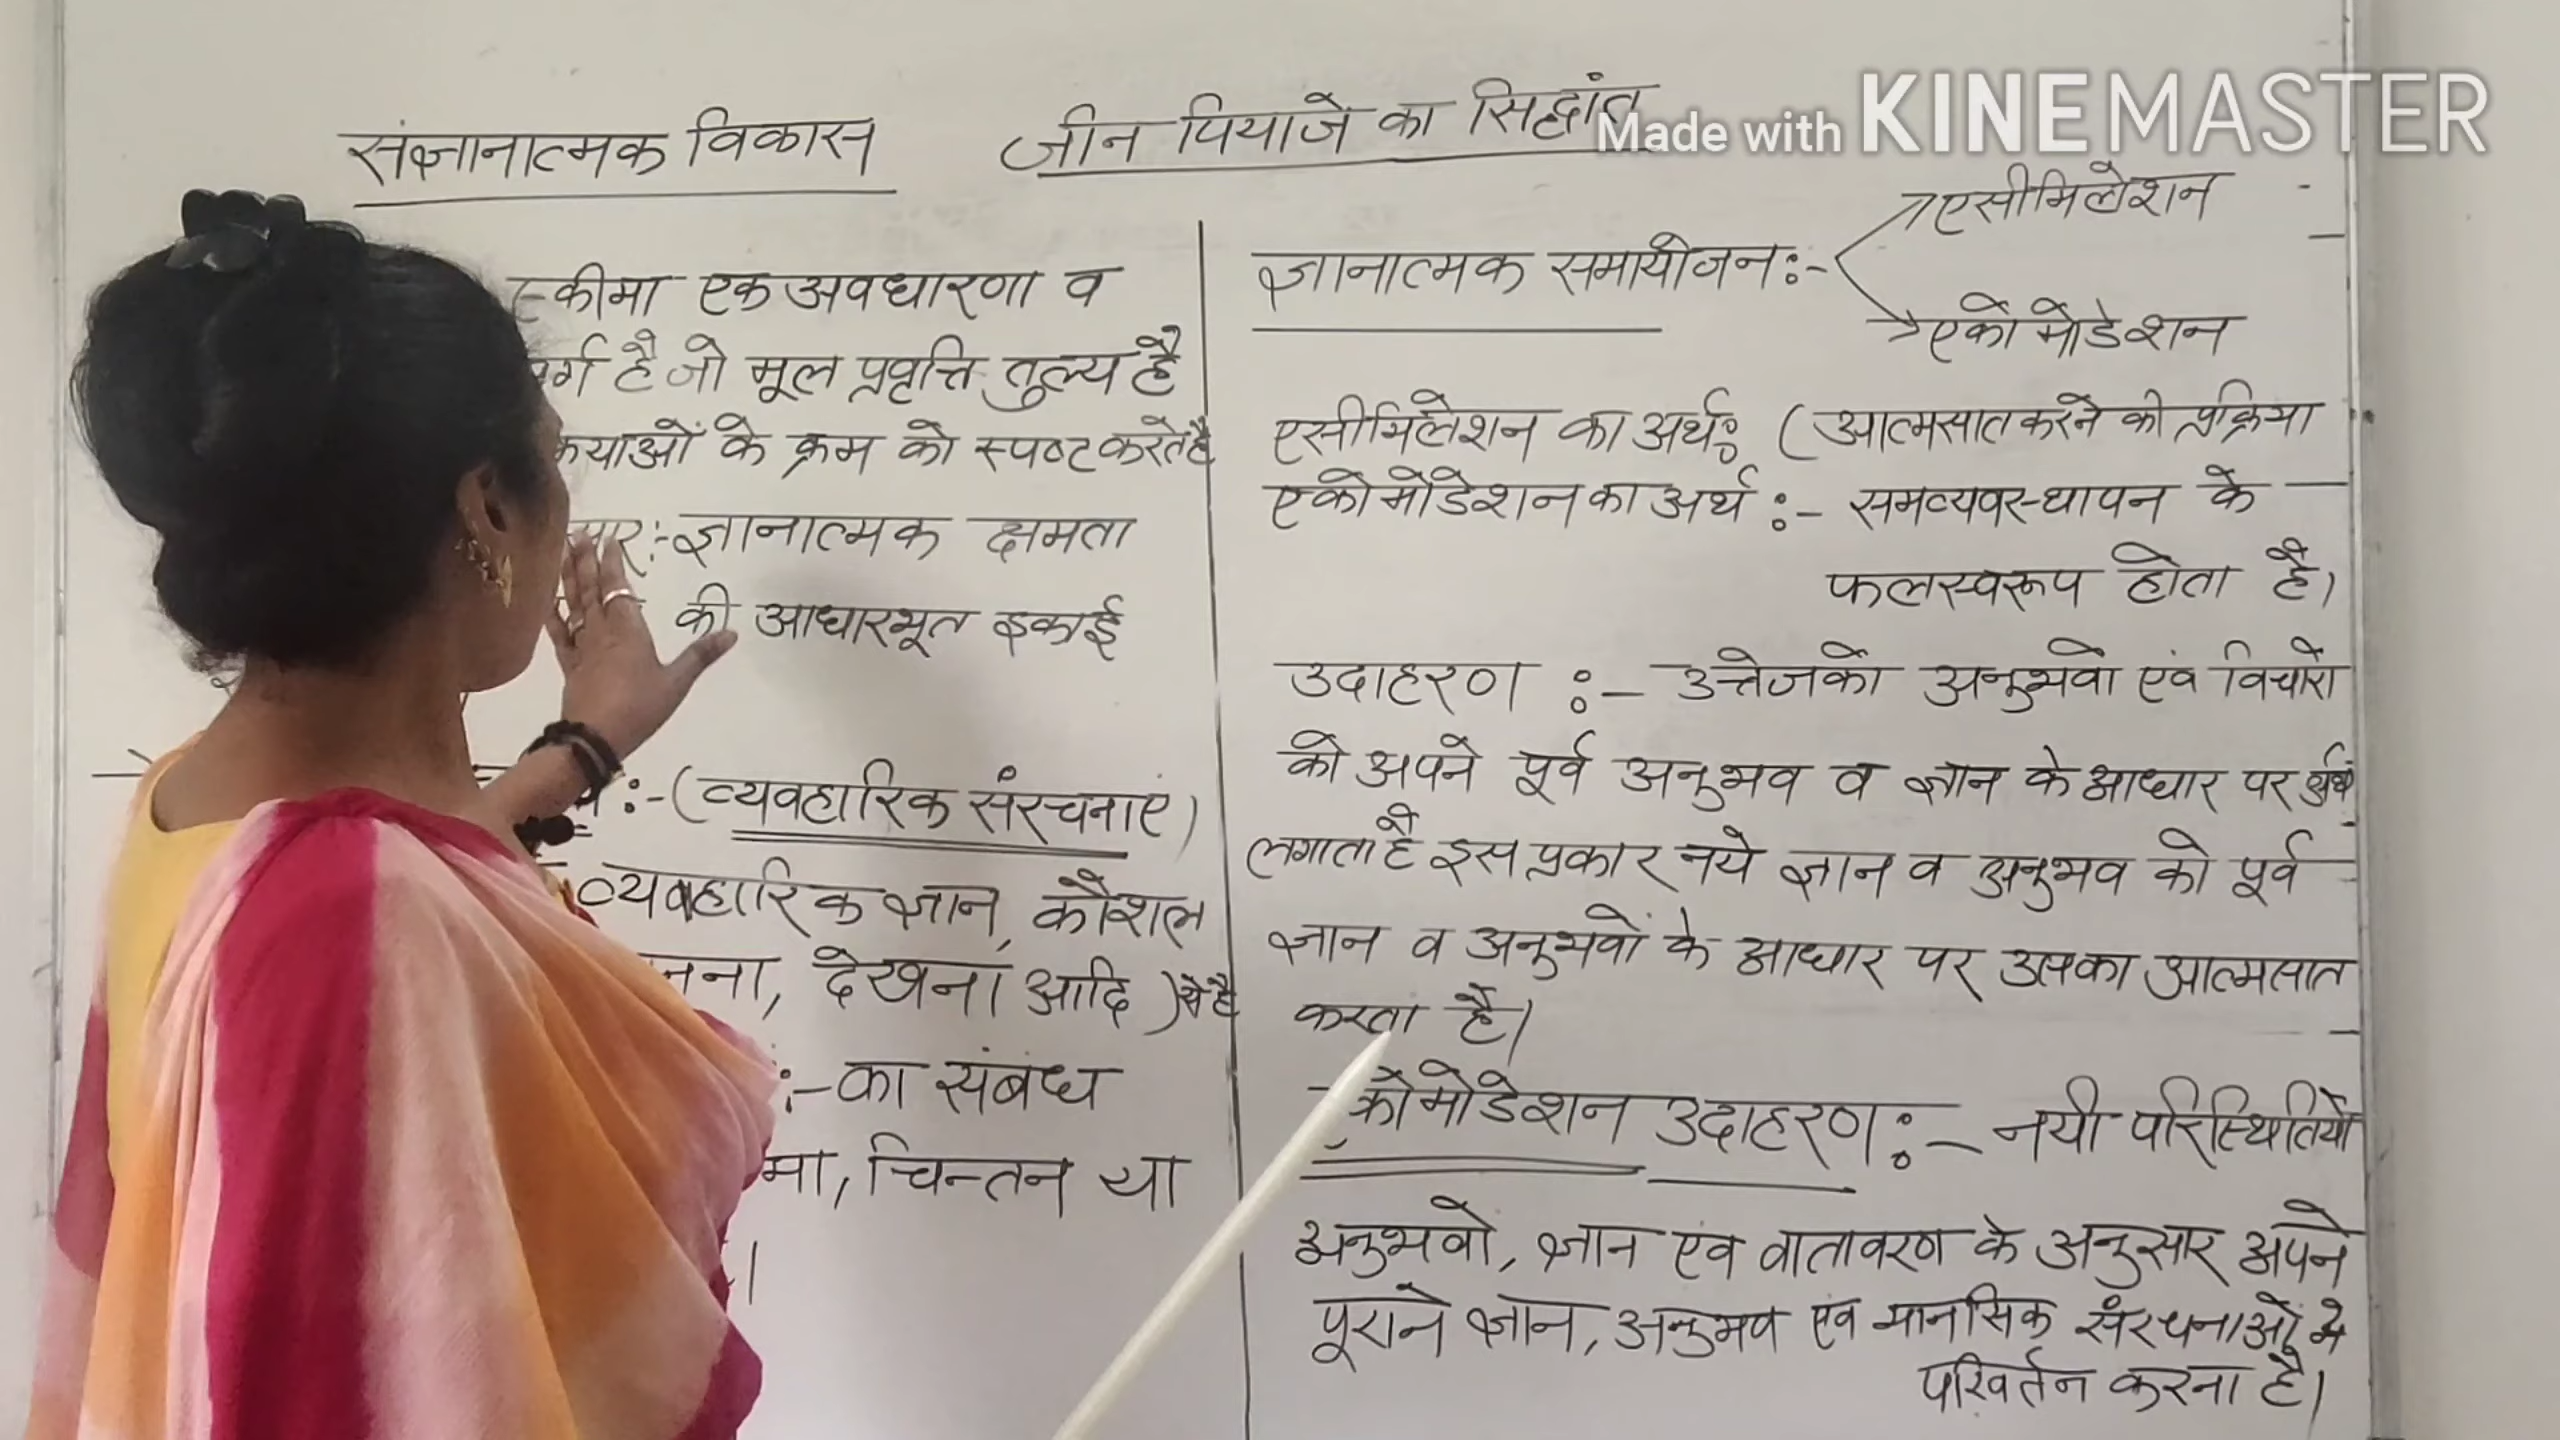 संज्ञानात्मक विकास जीन पियाजे का सिद्धांत
Made with KINEMASTER
स्कीमा एक अवधारणा व
है जो मूल प्रवृत्ति तुल्य है
के क्रम को स्पष्ट करते है
:- ज्ञानात्मक क्षमता
की आधारभूत इकाई
:- (व्यवहारिक संरचनाएं)
व्यवहारिक ज्ञान, कौशल
देखना आदि) से है
:- का संबंध
चिन्तन या
ज्ञानात्मक समायोजन :-
एसीमिलेशन
एकोमोडेशन
एसीमिलेशन का अर्थः (आत्मसात करने की प्रक्रिया
एकोमोडेशन का अर्थ :- समव्यवस्थापन के
फलस्वरूप होता है।
उदाहरण :- उत्तेजको अनुभवो एवं विचारो
को अपने पूर्व अनुभव व ज्ञान के आधार पर अर्थ
लगाता है इस प्रकार नये ज्ञान व अनुभव को पूर्व
ज्ञान व अनुभवों के आधार पर उसका आत्मसात
करता है।
कोमोडेशन उदाहरण :- नयी परिस्थितियों
अनुभवो, ज्ञान एंव वातावरण के अनुसार अपने
पूराने ज्ञान, अनुभव एंव मानसिक संरचनाओं मे
परिवर्तन करना है।